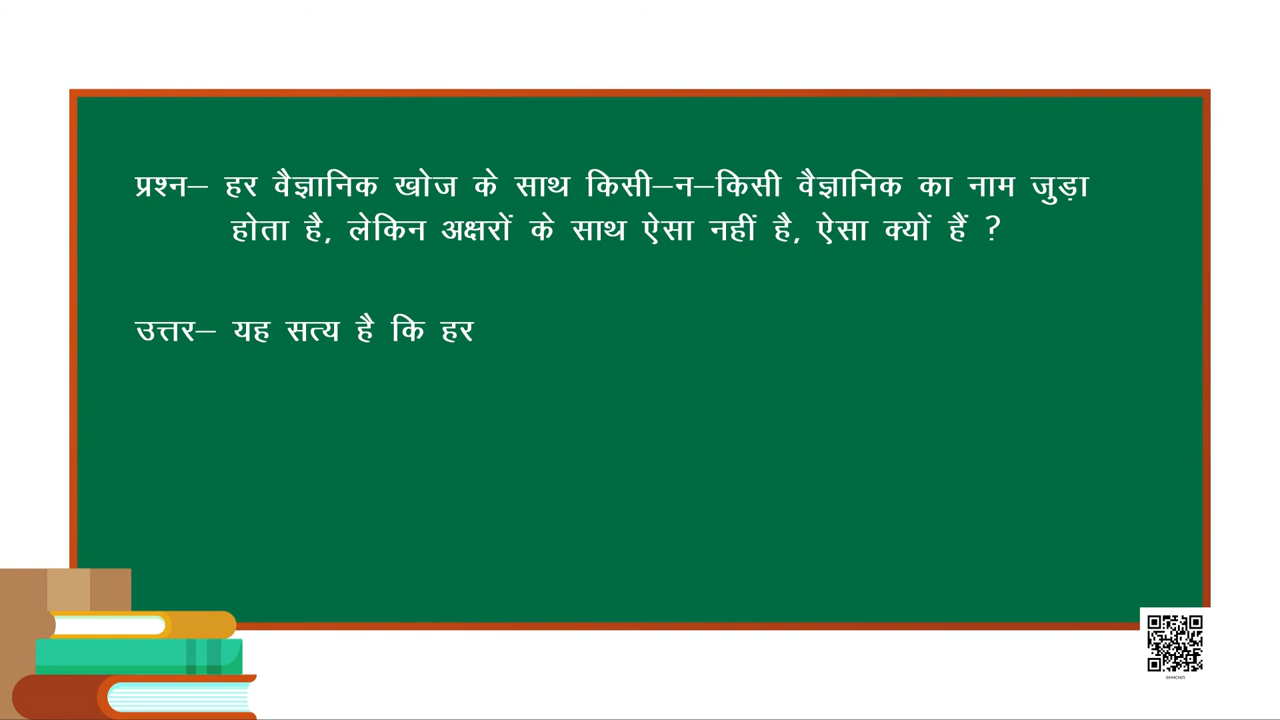 प्रश्न– हर वैज्ञानिक खोज के साथ किसी–न–किसी वैज्ञानिक का नाम जुड़ा
होता है, लेकिन अक्षरों के साथ ऐसा नहीं है, ऐसा क्यों हैं ?
उत्तर– यह सत्य है कि हर